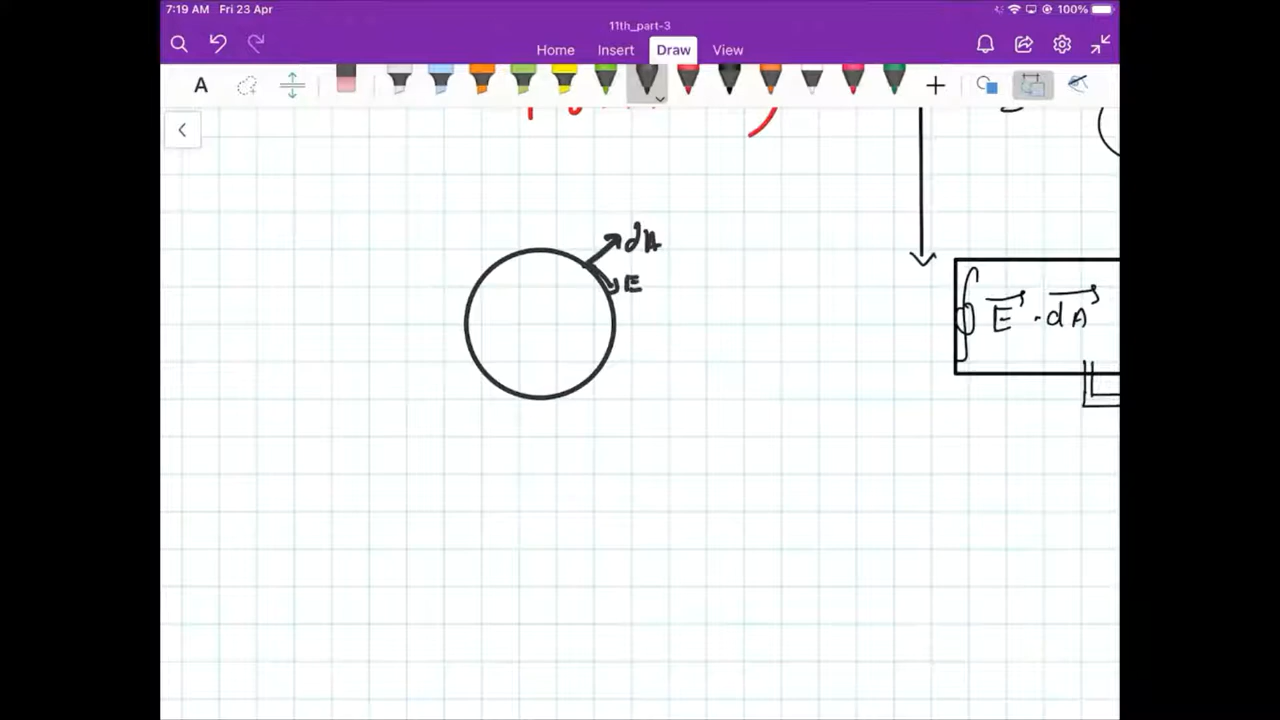 7:19 AM Fri 23 Apr
100%
11th_part-3
Home Insert Draw View
A
dA
E
∮ E⃗ · dA⃗